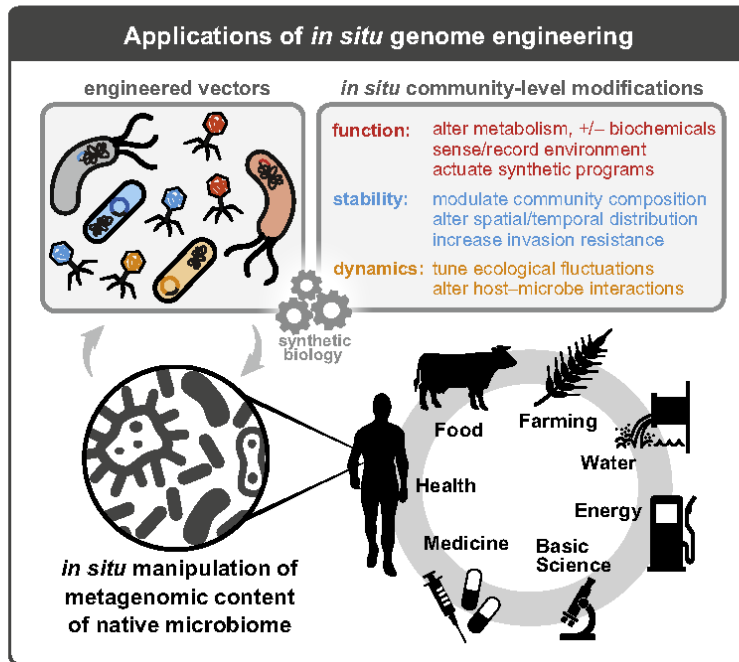 Applications of in situ genome engineering
engineered vectors
in situ community-level modifications
function: alter metabolism, +/– biochemicals
sense/record environment
actuate synthetic programs
stability: modulate community composition
alter spatial/temporal distribution
increase invasion resistance
dynamics: tune ecological fluctuations
alter host–microbe interactions
synthetic
biology
Food
Farming
Water
Health
Energy
Medicine
Basic
Science
in situ manipulation of
metagenomic content
of native microbiome